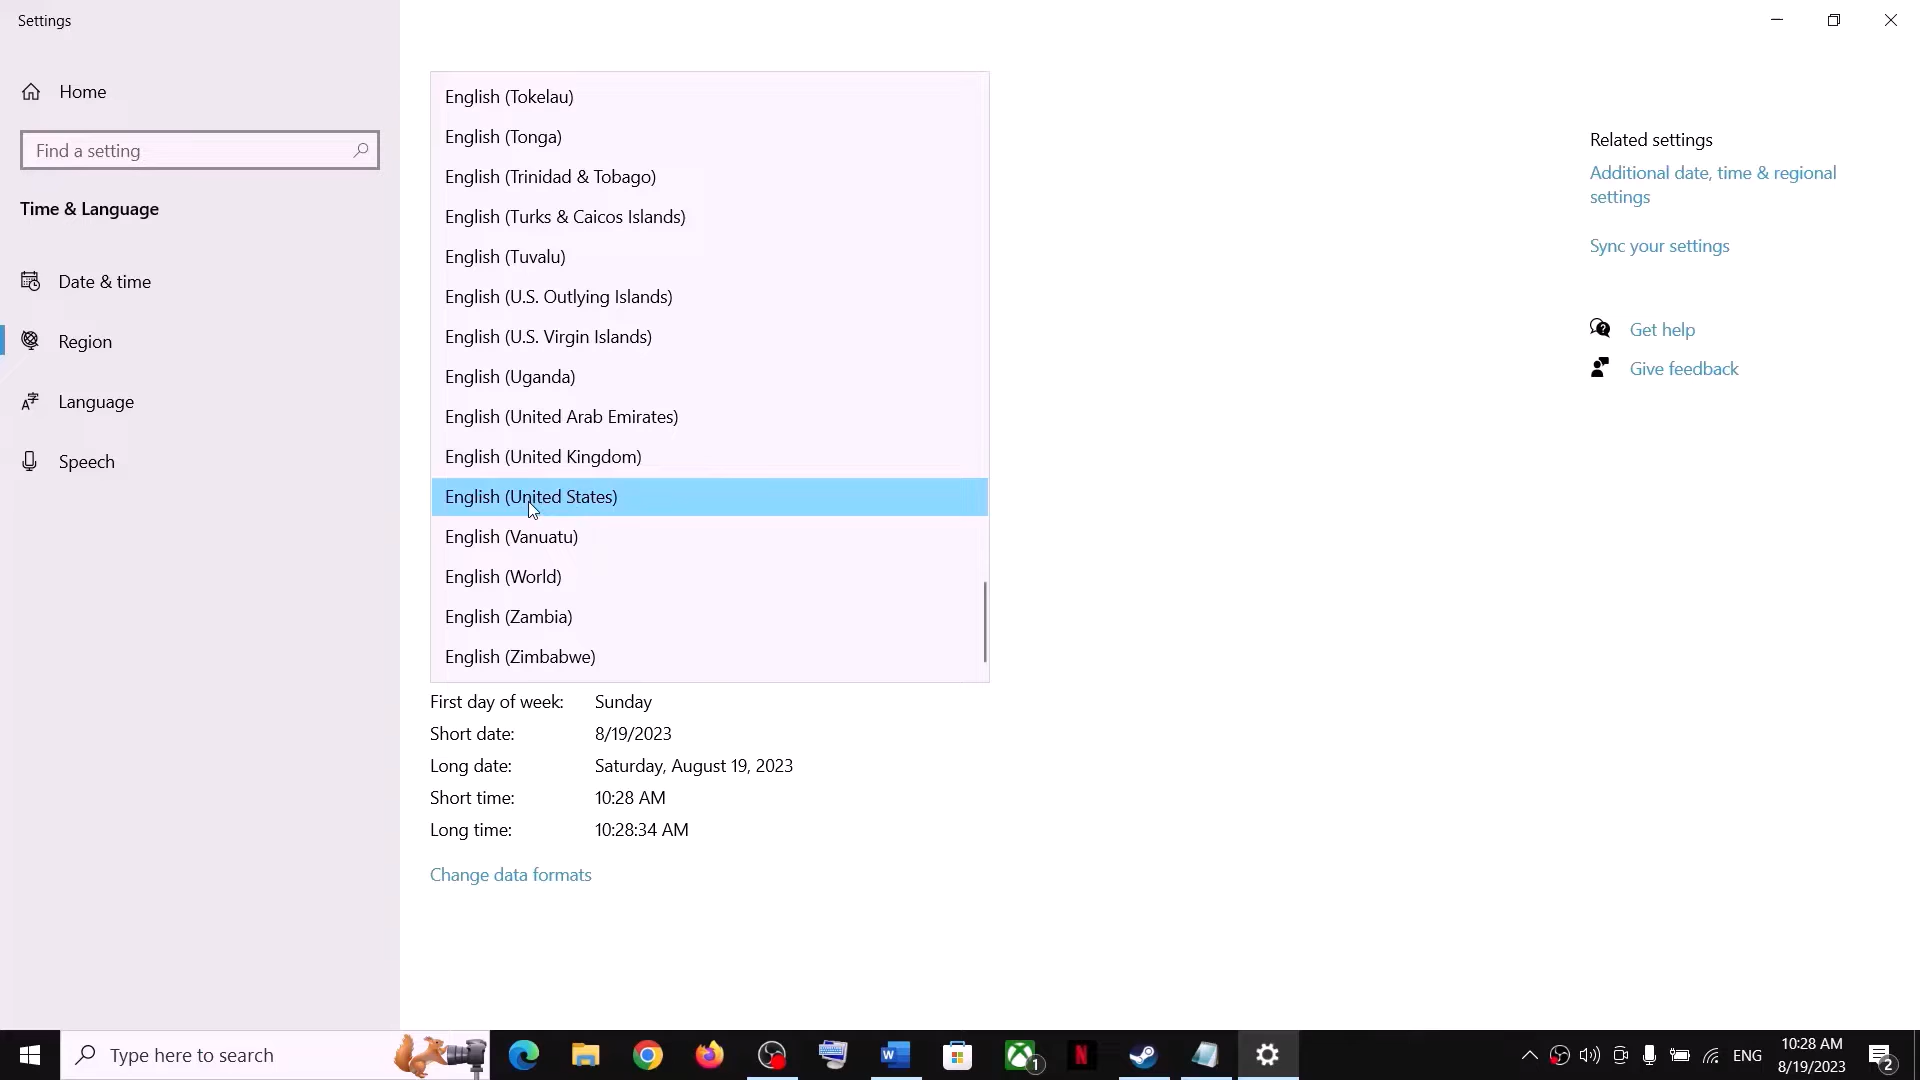 Settings
Home
Find a setting
Time & Language
Date & time
Region
Language
Speech
English (Tokelau)
English (Tonga)
English (Trinidad & Tobago)
English (Turks & Caicos Islands)
English (Tuvalu)
English (U.S. Outlying Islands)
English (U.S. Virgin Islands)
English (Uganda)
English (United Arab Emirates)
English (United Kingdom)
English (United States)
English (Vanuatu)
English (World)
English (Zambia)
English (Zimbabwe)
First day of week: Sunday
Short date: 8/19/2023
Long date: Saturday, August 19, 2023
Short time: 10:28 AM
Long time: 10:28:34 AM
Change data formats
Related settings
Additional date, time & regional
settings
Sync your settings
Get help
Give feedback
Type here to search
W
1
N
ENG
10:28 AM
8/19/2023
2